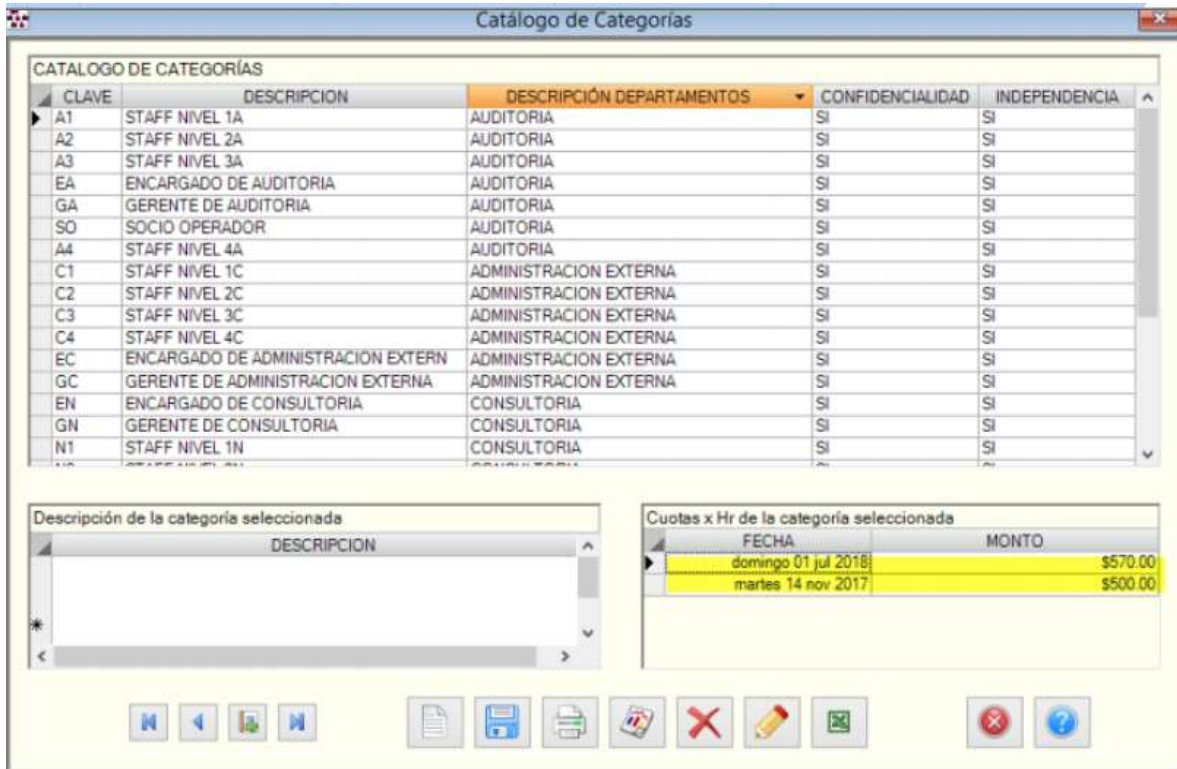 Catálogo de Categorías
CATALOGO DE CATEGORÍAS
CLAVE DESCRIPCION DESCRIPCIÓN DEPARTAMENTOS CONFIDENCIALIDAD INDEPENDENCIA
A1 STAFF NIVEL 1A AUDITORIA SI SI
A2 STAFF NIVEL 2A AUDITORIA SI SI
A3 STAFF NIVEL 3A AUDITORIA SI SI
EA ENCARGADO DE AUDITORIA AUDITORIA SI SI
GA GERENTE DE AUDITORIA AUDITORIA SI SI
SO SOCIO OPERADOR AUDITORIA SI SI
A4 STAFF NIVEL 4A AUDITORIA SI SI
C1 STAFF NIVEL 1C ADMINISTRACION EXTERNA SI SI
C2 STAFF NIVEL 2C ADMINISTRACION EXTERNA SI SI
C3 STAFF NIVEL 3C ADMINISTRACION EXTERNA SI SI
C4 STAFF NIVEL 4C ADMINISTRACION EXTERNA SI SI
EC ENCARGADO DE ADMINISTRACION EXTERN ADMINISTRACION EXTERNA SI SI
GC GERENTE DE ADMINISTRACION EXTERNA ADMINISTRACION EXTERNA SI SI
EN ENCARGADO DE CONSULTORIA CONSULTORIA SI SI
GN GERENTE DE CONSULTORIA CONSULTORIA SI SI
N1 STAFF NIVEL 1N CONSULTORIA SI SI
Descripción de la categoría seleccionada
DESCRIPCION
Cuotas x Hr de la categoría seleccionada
FECHA MONTO
domingo 01 jul 2018 $570.00
martes 14 nov 2017 $500.00